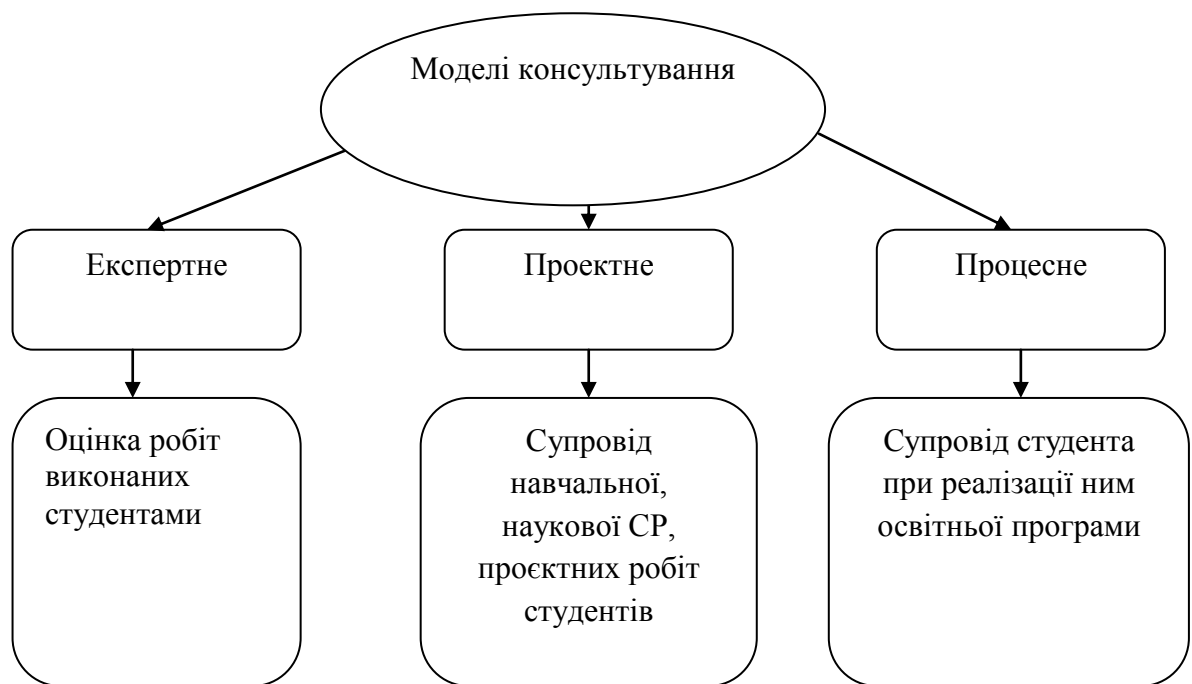 Моделі консультування
Експертне
Проектне
Процесне
Оцінка робіт
виконаних
студентами
Супровід
навчальної,
наукової СР,
проєктних робіт
студентів
Супровід студента
при реалізації ним
освітньої програми